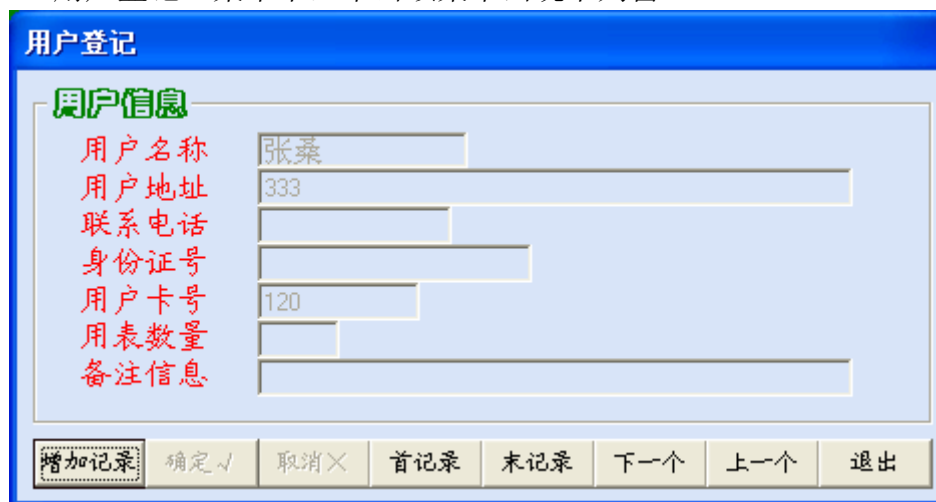 用户登记
用户信息
用户名称 张桑
用户地址 333
联系电话
身份证号
用户卡号 120
用表数量
备注信息
增加记录 确定√ 取消× 首记录 末记录 下一个 上一个 退出